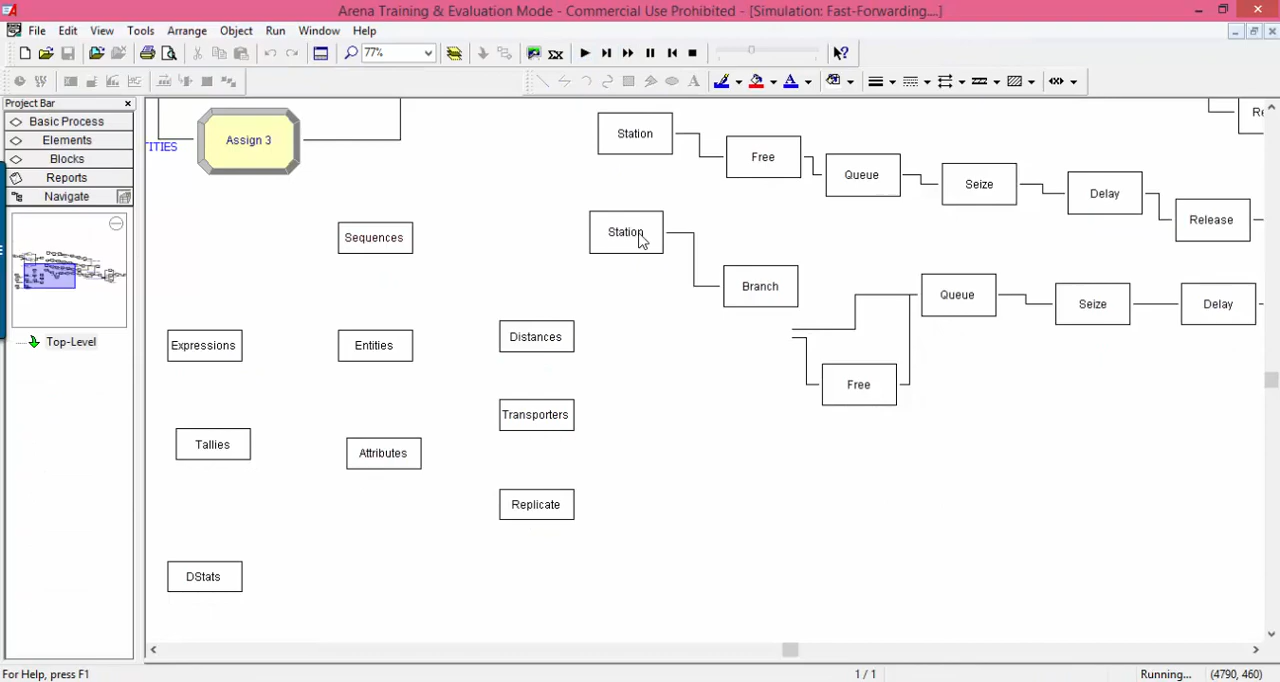 Arena Training & Evaluation Mode - Commercial Use Prohibited - [Simulation: Fast-Forwarding....]
File Edit View Tools Arrange Object Run Window Help
77%
Project Bar
Basic Process
Elements
Blocks
Reports
Navigate
Top-Level
TITIES
Assign 3
Station
Free
Queue
Seize
Delay
Release
Re
Sequences
Station
Branch
Queue
Seize
Delay
Free
Expressions
Entities
Distances
Transporters
Tallies
Attributes
Replicate
DStats
For Help, press F1
1 / 1
Running...
(4790, 460)